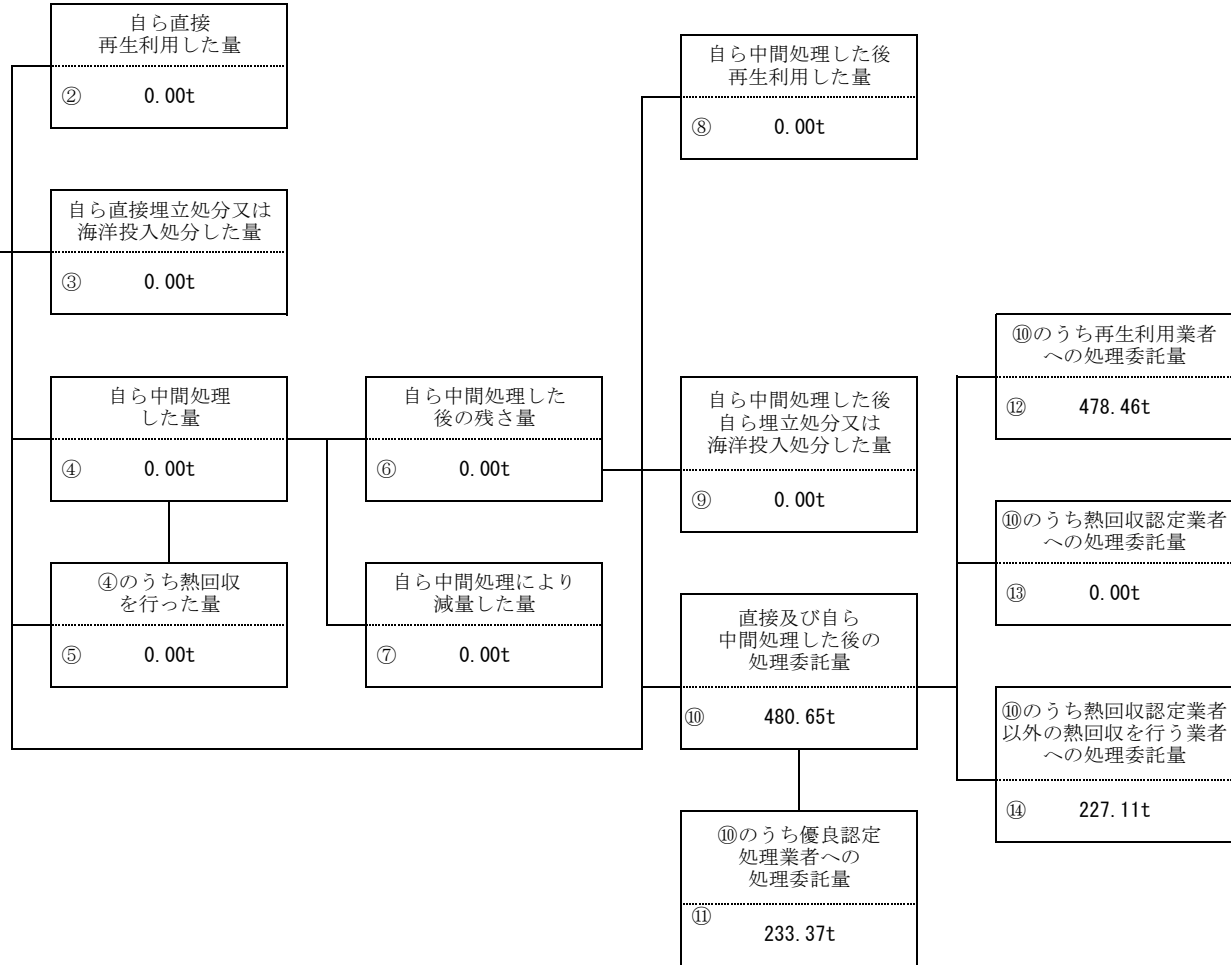 自ら直接
再生利用した量
② 0.00t
自ら直接埋立処分又は
海洋投入処分した量
③ 0.00t
自ら中間処理
した量
④ 0.00t
④のうち熱回収
を行った量
⑤ 0.00t
自ら中間処理した
後の残さ量
⑥ 0.00t
自ら中間処理により
減量した量
⑦ 0.00t
自ら中間処理した後
再生利用した量
⑧ 0.00t
自ら中間処理した後
自ら埋立処分又は
海洋投入処分した量
⑨ 0.00t
直接及び自ら
中間処理した後の
処理委託量
⑩ 480.65t
⑩のうち優良認定
処理業者への
処理委託量
⑪
233.37t
⑩のうち再生利用業者
への処理委託量
⑫ 478.46t
⑩のうち熱回収認定業者
への処理委託量
⑬ 0.00t
⑩のうち熱回収認定業者
以外の熱回収を行う業者
への処理委託量
⑭ 227.11t